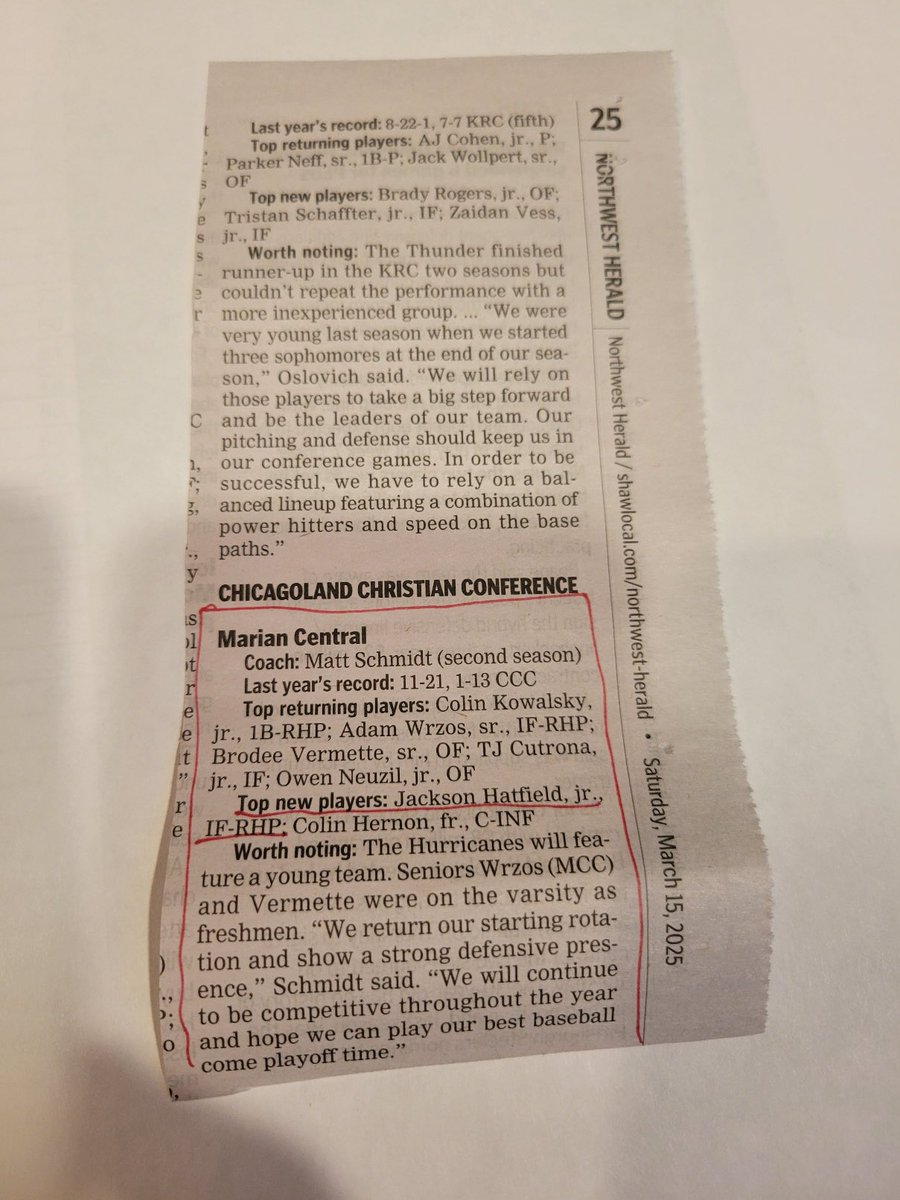 Last year's record: 8-22-1, 7-7 KRC (fifth)
Top returning players: AJ Cohen, jr., P;
Parker Neff, sr., 1B-P; Jack Wollpert, sr.,
OF
Top new players: Brady Rogers, jr., OF;
Tristan Schaffter, jr., IF; Zaidan Vess,
jr., IF
Worth noting: The Thunder finished
runner-up in the KRC two seasons but
couldn't repeat the performance with a
more inexperienced group. ... “We were
very young last season when we started
three sophomores at the end of our sea-
son,” Oslovich said. “We will rely on
those players to take a big step forward
and be the leaders of our team. Our
pitching and defense should keep us in
our conference games. In order to be
successful, we have to rely on a bal-
anced lineup featuring a combination of
power hitters and speed on the base
paths.”
CHICAGOLAND CHRISTIAN CONFERENCE
Marian Central
Coach: Matt Schmidt (second season)
Last year's record: 11-21, 1-13 CCC
Top returning players: Colin Kowalsky,
jr., 1B-RHP; Adam Wrzos, sr., IF-RHP;
Brodee Vermette, sr., OF; TJ Cutrona,
jr., IF; Owen Neuzil, jr., OF
Top new players: Jackson Hatfield, jr.,
IF-RHP; Colin Hernon, fr., C-INF
Worth noting: The Hurricanes will fea-
ture a young team. Seniors Wrzos (MCC)
and Vermette were on the varsity as
freshmen. “We return our starting rota-
tion and show a strong defensive pres-
ence,” Schmidt said. “We will continue
to be competitive throughout the year
and hope we can play our best baseball
come playoff time.”
25
NORTHWEST HERALD
Northwest Herald / shawlocal.com/northwest-herald • Saturday, March 15, 2025